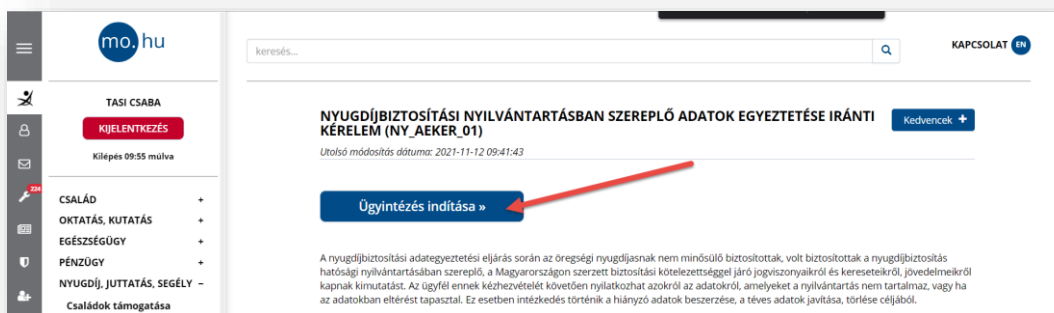 mo.hu
keresés...
KAPCSOLAT EN
TASI CSABA
KIJELENTKEZÉS
Kilépés 09:55 múlva
224
CSALÁD +
OKTATÁS, KUTATÁS +
EGÉSZSÉGÜGY +
PÉNZÜGY +
NYUGDÍJ, JUTTATÁS, SEGÉLY –
Családok támogatása
NYUGDÍJBIZTOSÍTÁSI NYILVÁNTARTÁSBAN SZEREPLŐ ADATOK EGYEZTETÉSE IRÁNTI
KÉRELEM (NY_AEKER_01)
Kedvencek +
Utolsó módosítás dátuma: 2021-11-12 09:41:43
Ügyintézés indítása »
A nyugdíjbiztosítási adategyeztetési eljárás során az öregségi nyugdíjasnak nem minősülő biztosítottak, volt biztosítottak a nyugdíjbiztosítás
hatósági nyilvántartásában szereplő, a Magyarországon szerzett biztosítási kötelezettséggel járó jogviszonyaikról és kereseteikről, jövedelmeikről
kapnak kimutatást. Az ügyfél ennek kézhezvételét követően nyilatkozhat azokról az adatokról, amelyeket a nyilvántartás nem tartalmaz, vagy ha
az adatokban eltérést tapasztal. Ez esetben intézkedés történik a hiányzó adatok beszerzése, a téves adatok javítása, törlése céljából.